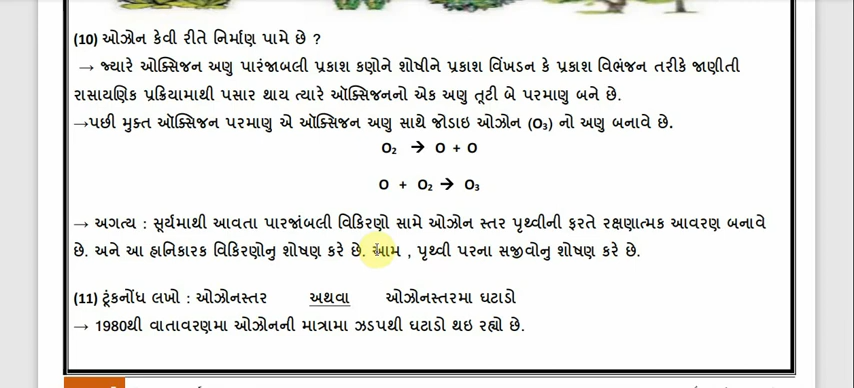 (10) ઓઝોન કેવી રીતે નિર્માણ પામે છે ?
→ જ્યારે ઓક્સિજન અણુ પારંજાબલી પ્રકાશ કણોને શોષીને પ્રકાશ વિંખડન કે પ્રકાશ વિભંજન તરીકે જાણીતી
રાસાયણિક પ્રક્રિયામાથી પસાર થાય ત્યારે ઑક્સિજનનો એક અણુ તૂટી બે પરમાણુ બને છે.
→પછી મુક્ત ઑક્સિજન પરમાણુ એ ઑક્સિજન અણુ સાથે જોડાઇ ઓઝોન (O₃) નો અણુ બનાવે છે.
O₂ → O + O
O + O₂ → O₃
→ અગત્ય : સૂર્યમાથી આવતા પારજાંબલી વિકિરણો સામે ઓઝોન સ્તર પૃથ્વીની ફરતે રક્ષણાત્મક આવરણ બનાવે
છે. અને આ હાનિકારક વિકિરણોનુ શોષણ કરે છે. આમ , પૃથ્વી પરના સજીવોનુ શોષણ કરે છે.
(11) ટૂંકનોંધ લખો : ઓઝોનસ્તર અથવા ઓઝોનસ્તરમા ઘટાડો
→ 1980થી વાતાવરણમા ઓઝોનની માત્રામા ઝડપથી ઘટાડો થઇ રહ્યો છે.